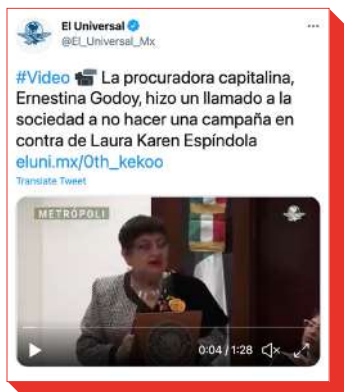 El Universal
@El_Universal_Mx
#Video La procuradora capitalina,
Ernestina Godoy, hizo un llamado a la
sociedad a no hacer una campaña en
contra de Laura Karen Espíndola
eluni.mx/0th_kekoo
Translate Tweet
METRÓPOLI
0:04 / 1:28